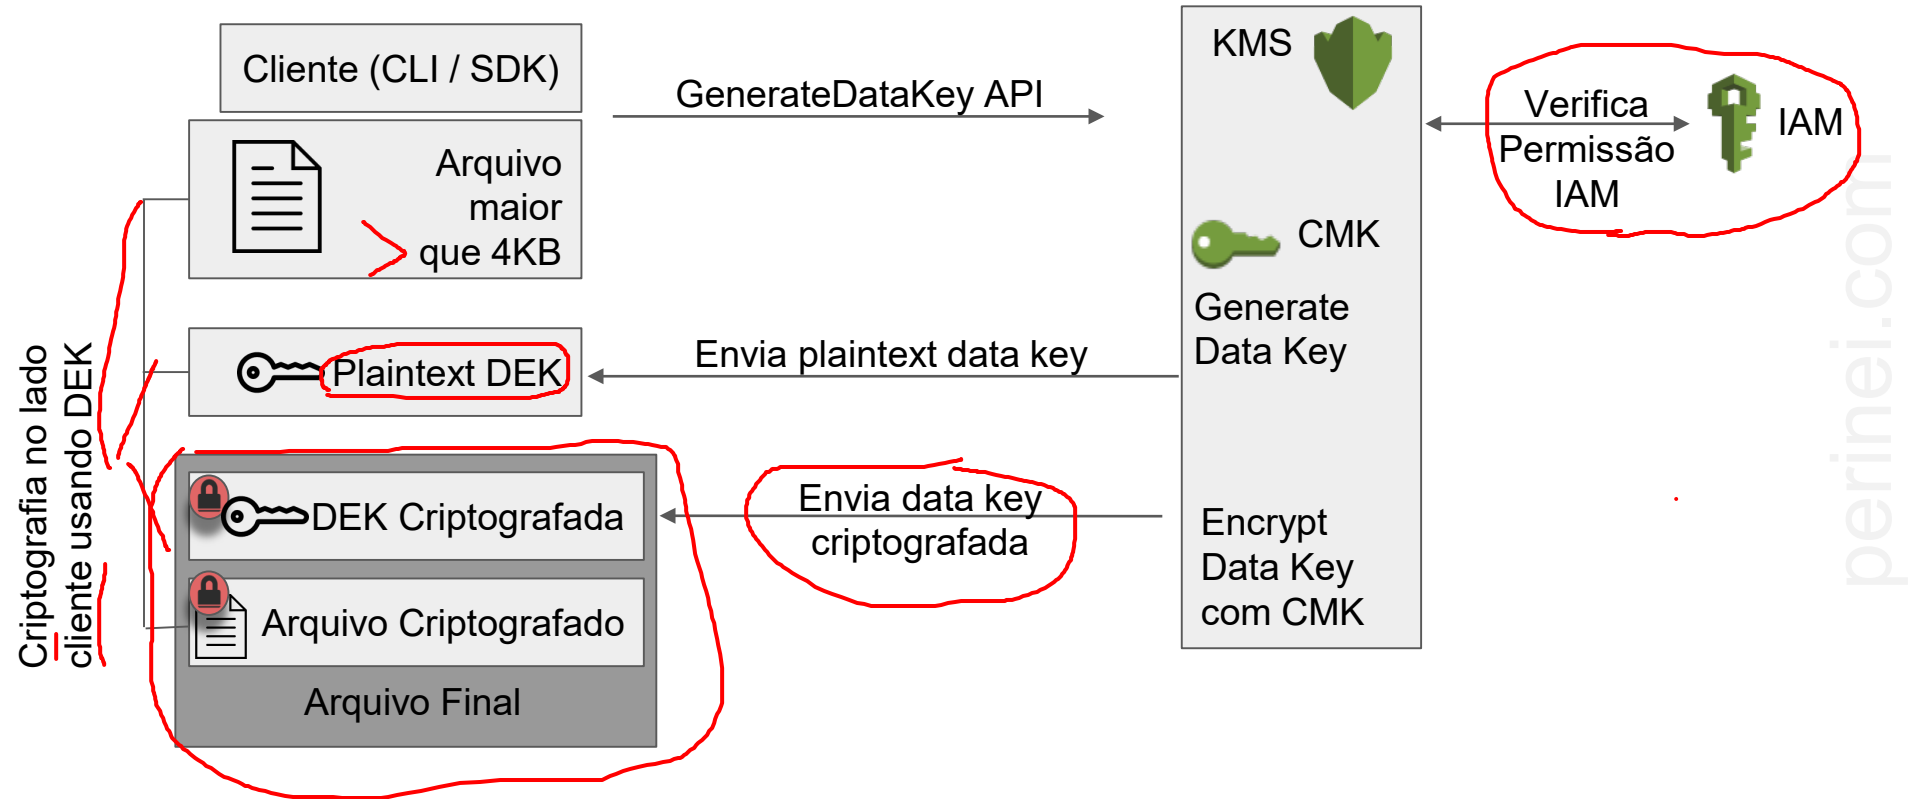 Cliente (CLI / SDK)
GenerateDataKey API
KMS
Verifica
Permissão
IAM
IAM
Arquivo
maior
que 4KB
CMK
Generate
Data Key
Envia plaintext data key
Plaintext DEK
Criptografia no lado
cliente usando DEK
Envia data key
criptografada
DEK Criptografada
Encrypt
Data Key
com CMK
Arquivo Criptografado
Arquivo Final
perinei.com